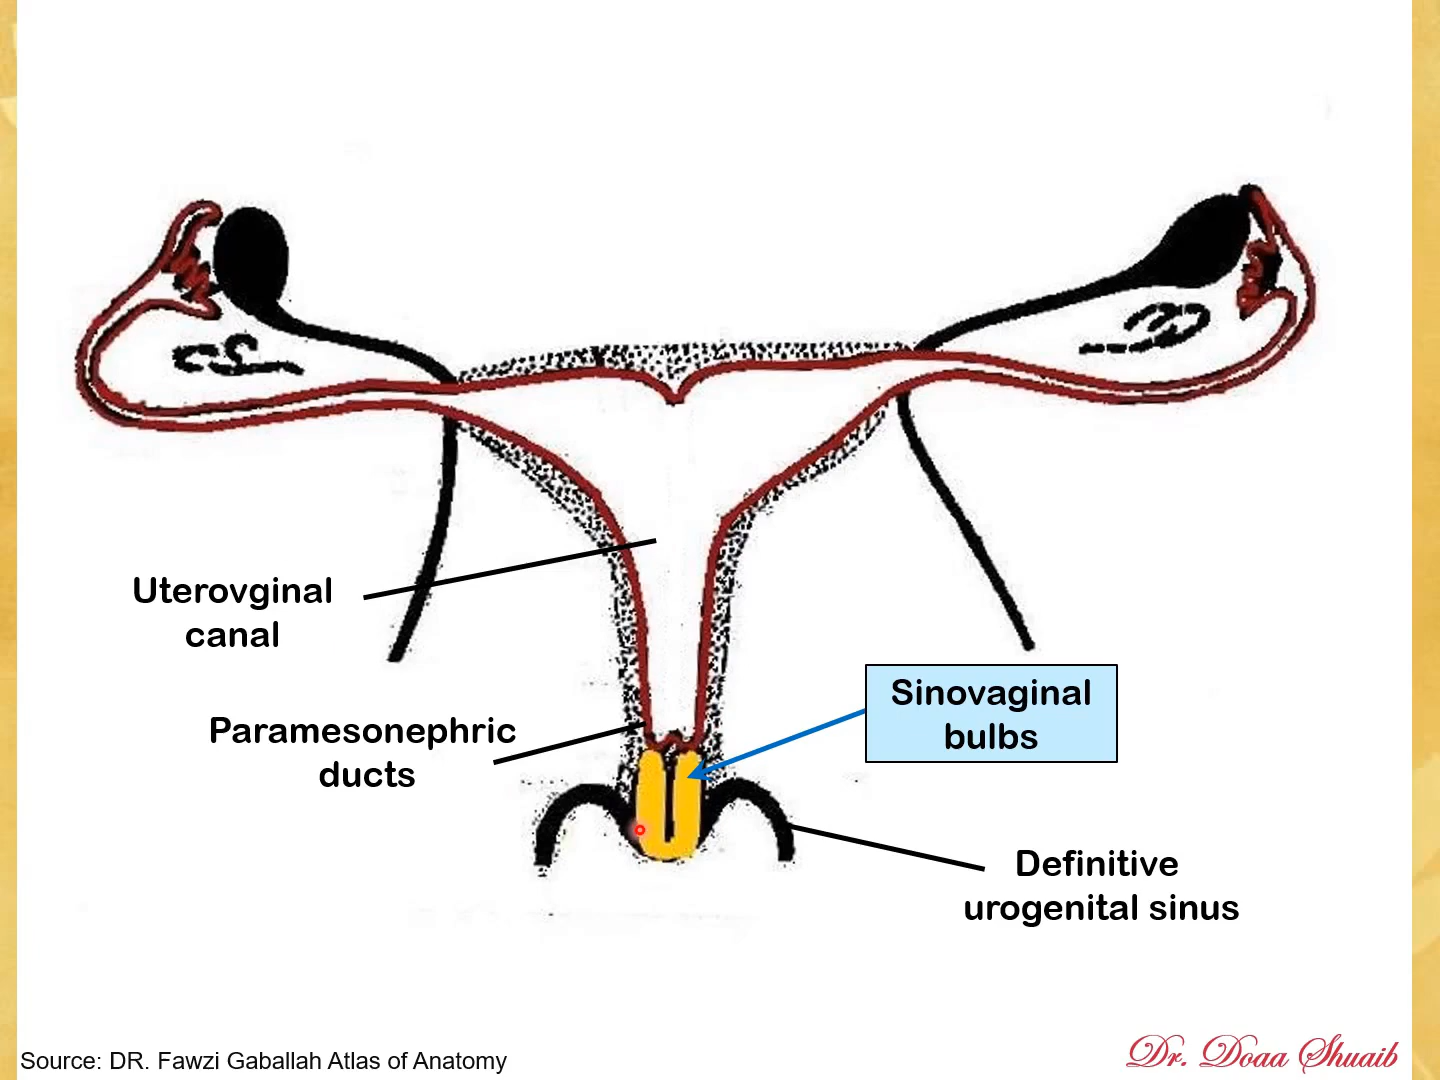 Uterovginal
canal
Paramesonephric
ducts
Sinovaginal
bulbs
Definitive
urogenital sinus
Source: DR. Fawzi Gaballah Atlas of Anatomy
Dr. Doaa Shuaib